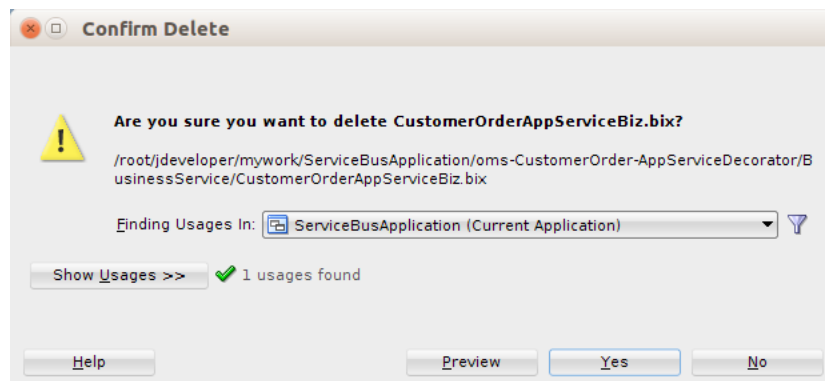 Confirm Delete
Are you sure you want to delete CustomerOrderAppServiceBiz.bix?
/root/jdeveloper/mywork/ServiceBusApplication/oms-CustomerOrder-AppServiceDecorator/B
usinessService/CustomerOrderAppServiceBiz.bix
Finding Usages In: ServiceBusApplication (Current Application)
Show Usages >> 1 usages found
Help Preview Yes No